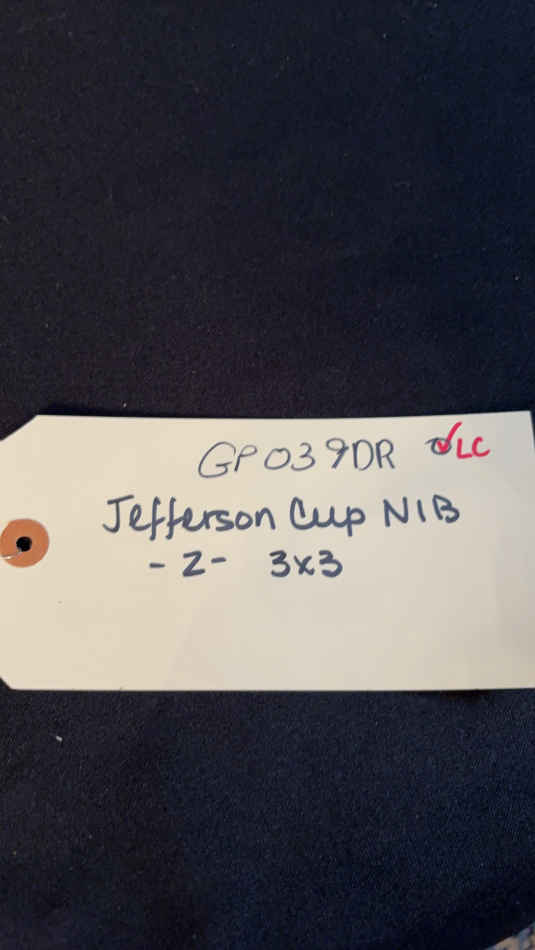 GP039DR ✓LC
Jefferson Cup NIB
-2- 3x3